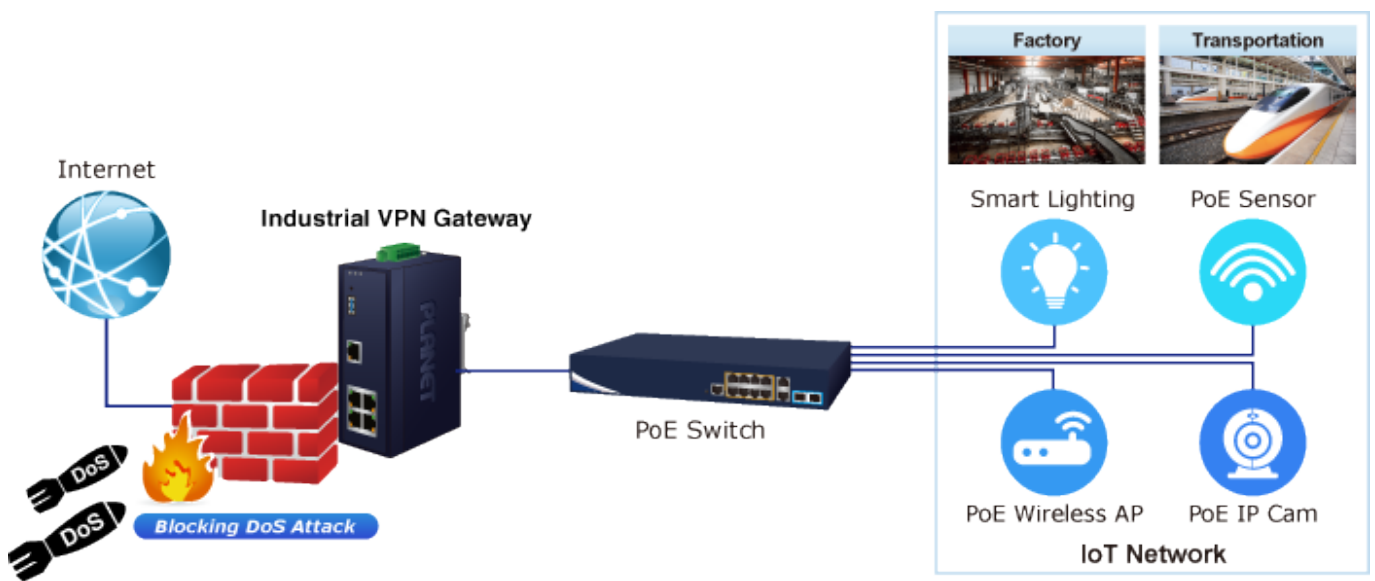 Factory
Transportation
Internet
Industrial VPN Gateway
Smart Lighting
PoE Sensor
PLANET
PoE Switch
DoS
DoS
Blocking DoS Attack
PoE Wireless AP
PoE IP Cam
IoT Network